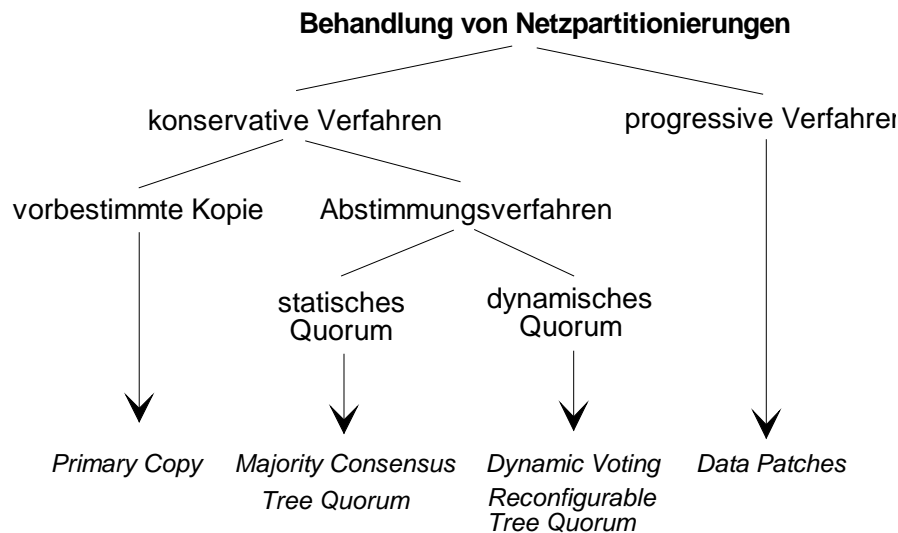 Behandlung von Netzpartitionierungen
konservative Verfahren
progressive Verfahren
vorbestimmte Kopie
Abstimmungsverfahren
statisches
Quorum
dynamisches
Quorum
Primary Copy
Majority Consensus
Tree Quorum
Dynamic Voting
Reconfigurable
Tree Quorum
Data Patches